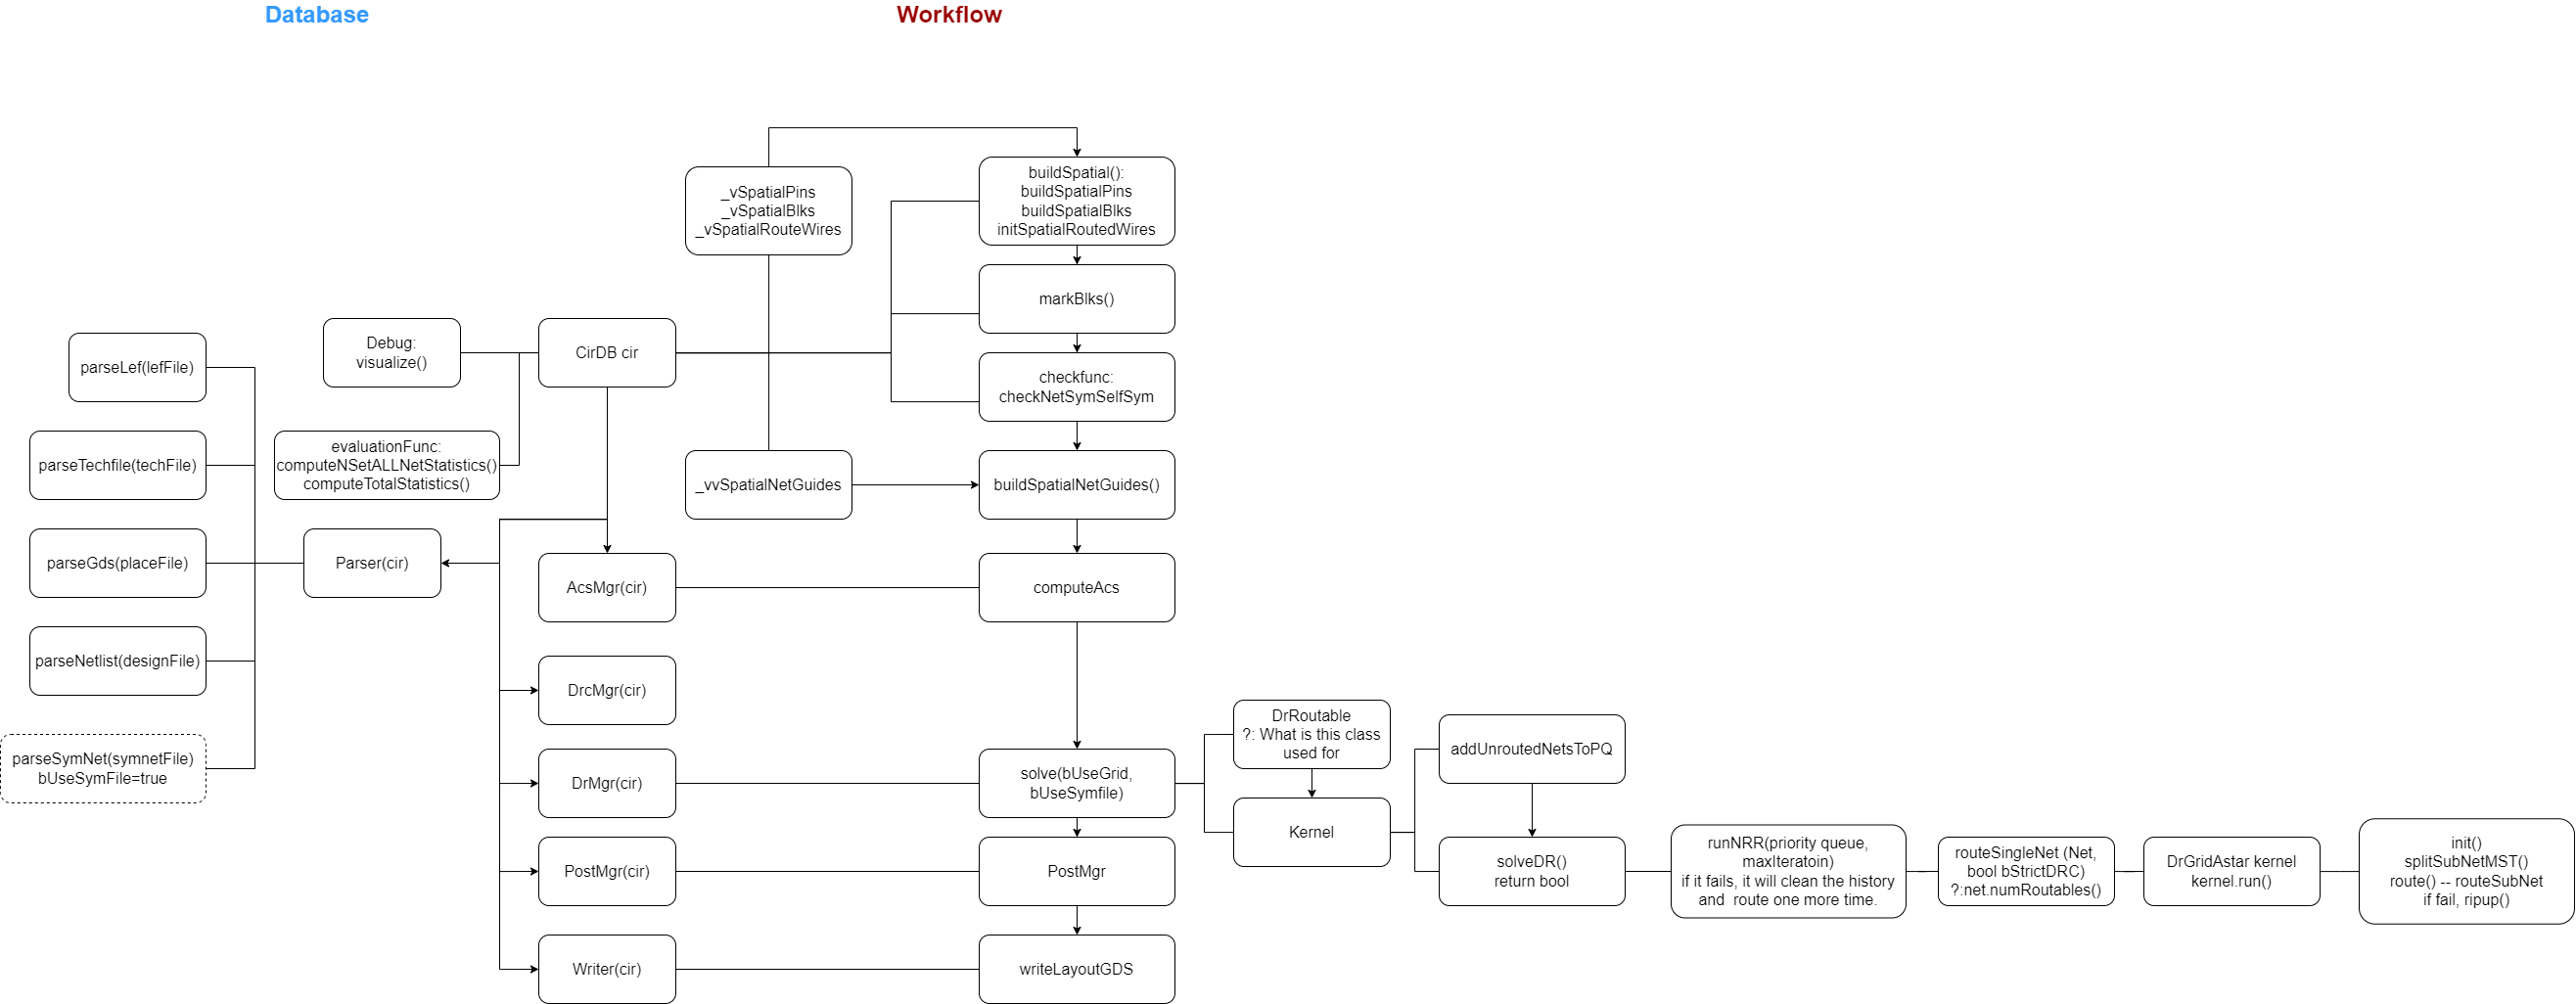 Database
Workflow
_vSpatialPins
_vSpatialBlks
_vSpatialRouteWires
buildSpatial():
buildSpatialPins
buildSpatialBlks
initSpatialRoutedWires
markBlks()
Debug:
visualize()
CirDB cir
parseLef(lefFile)
checkfunc:
checkNetSymSelfSym
parseTechfile(techFile)
evaluationFunc:
computeNSetALLNetStatistics()
computeTotalStatistics()
_vvSpatialNetGuides
buildSpatialNetGuides()
parseGds(placeFile)
Parser(cir)
AcsMgr(cir)
computeAcs
parseNetlist(designFile)
DrcMgr(cir)
parseSymNet(symnetFile)
bUseSymFile=true
DrMgr(cir)
solve(bUseGrid,
bUseSymfile)
DrRoutable
?: What is this class
used for
Kernel
addUnroutedNetsToPQ
solveDR()
return bool
runNRR(priority queue,
maxIteratoin)
if it fails, it will clean the history
and  route one more time.
routeSingleNet (Net,
bool bStrictDRC)
?:net.numRoutables()
DrGridAstar kernel
kernel.run()
init()
splitSubNetMST()
route() -- routeSubNet
if fail, ripup()
PostMgr(cir)
PostMgr
Writer(cir)
writeLayoutGDS